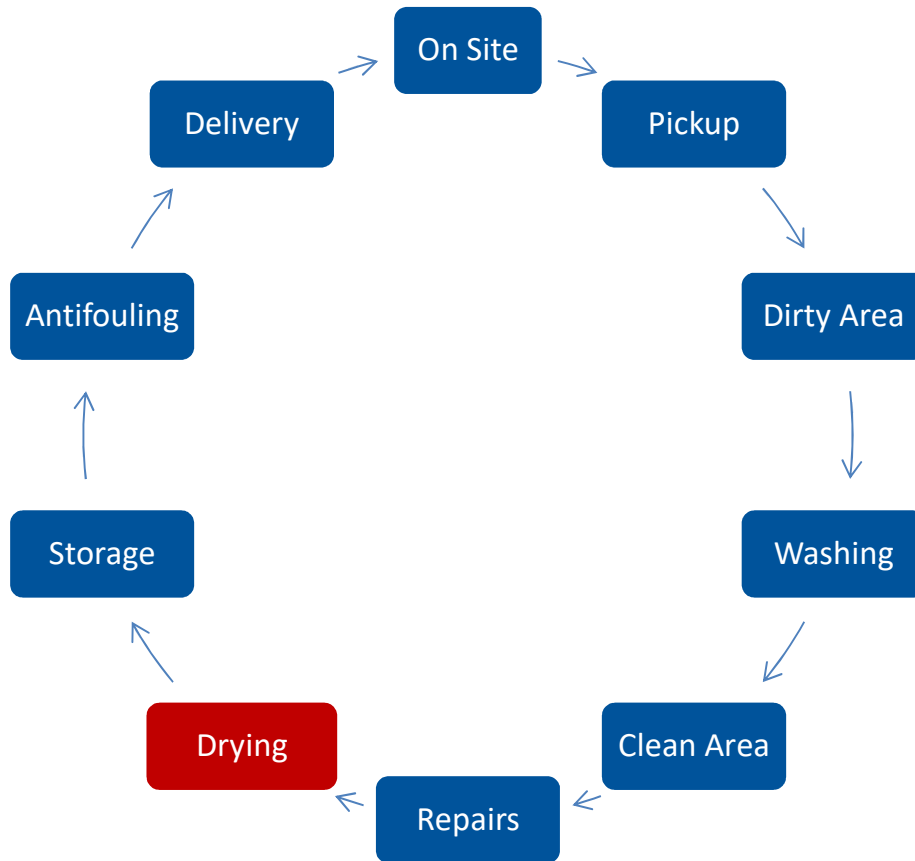 On Site
Pickup
Dirty Area
Washing
Clean Area
Repairs
Drying
Storage
Antifouling
Delivery